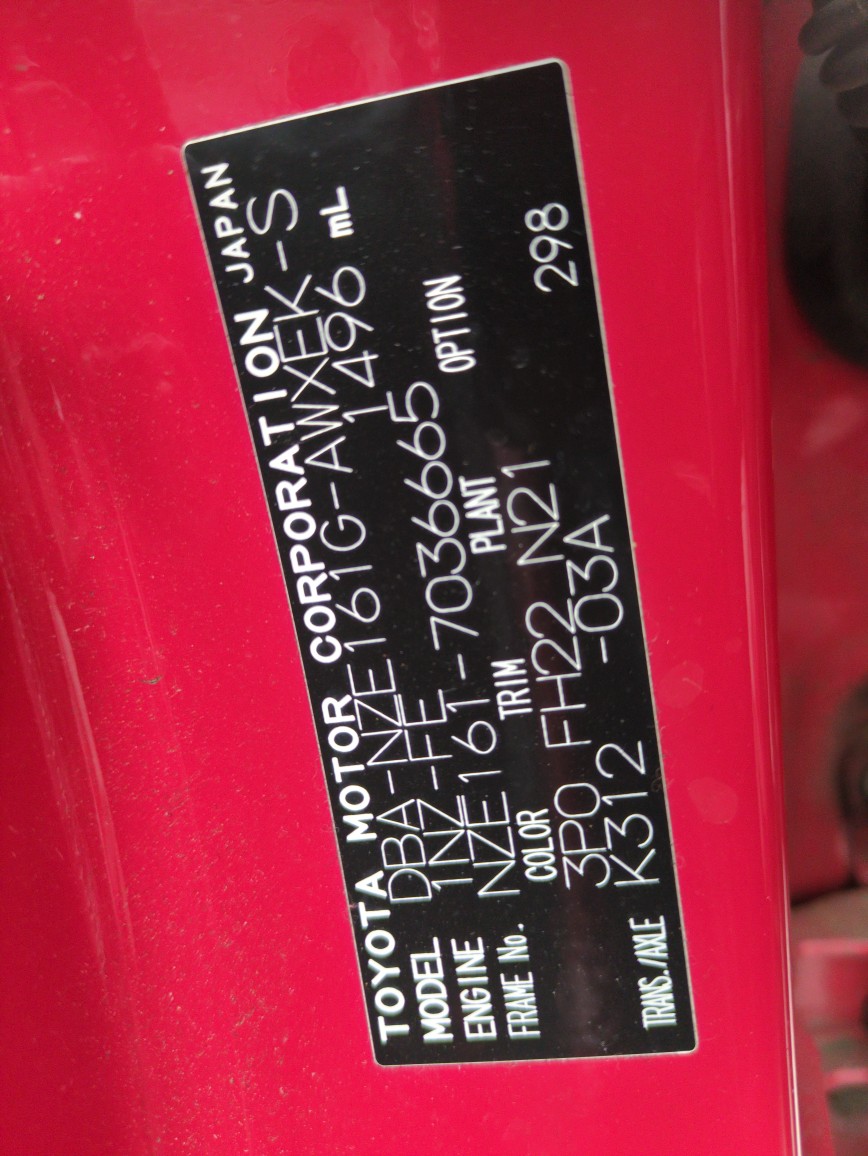 TOYOTA MOTOR CORPORATION JAPAN
MODEL DBA-NZE161G-AWXEK-S
ENGINE 1NZ-FE 1496 mL
FRAME No. NZE161-7036665
COLOR TRIM PLANT OPTION
3P0 FH22 N21 298
TRANS./AXLE K312 -03A